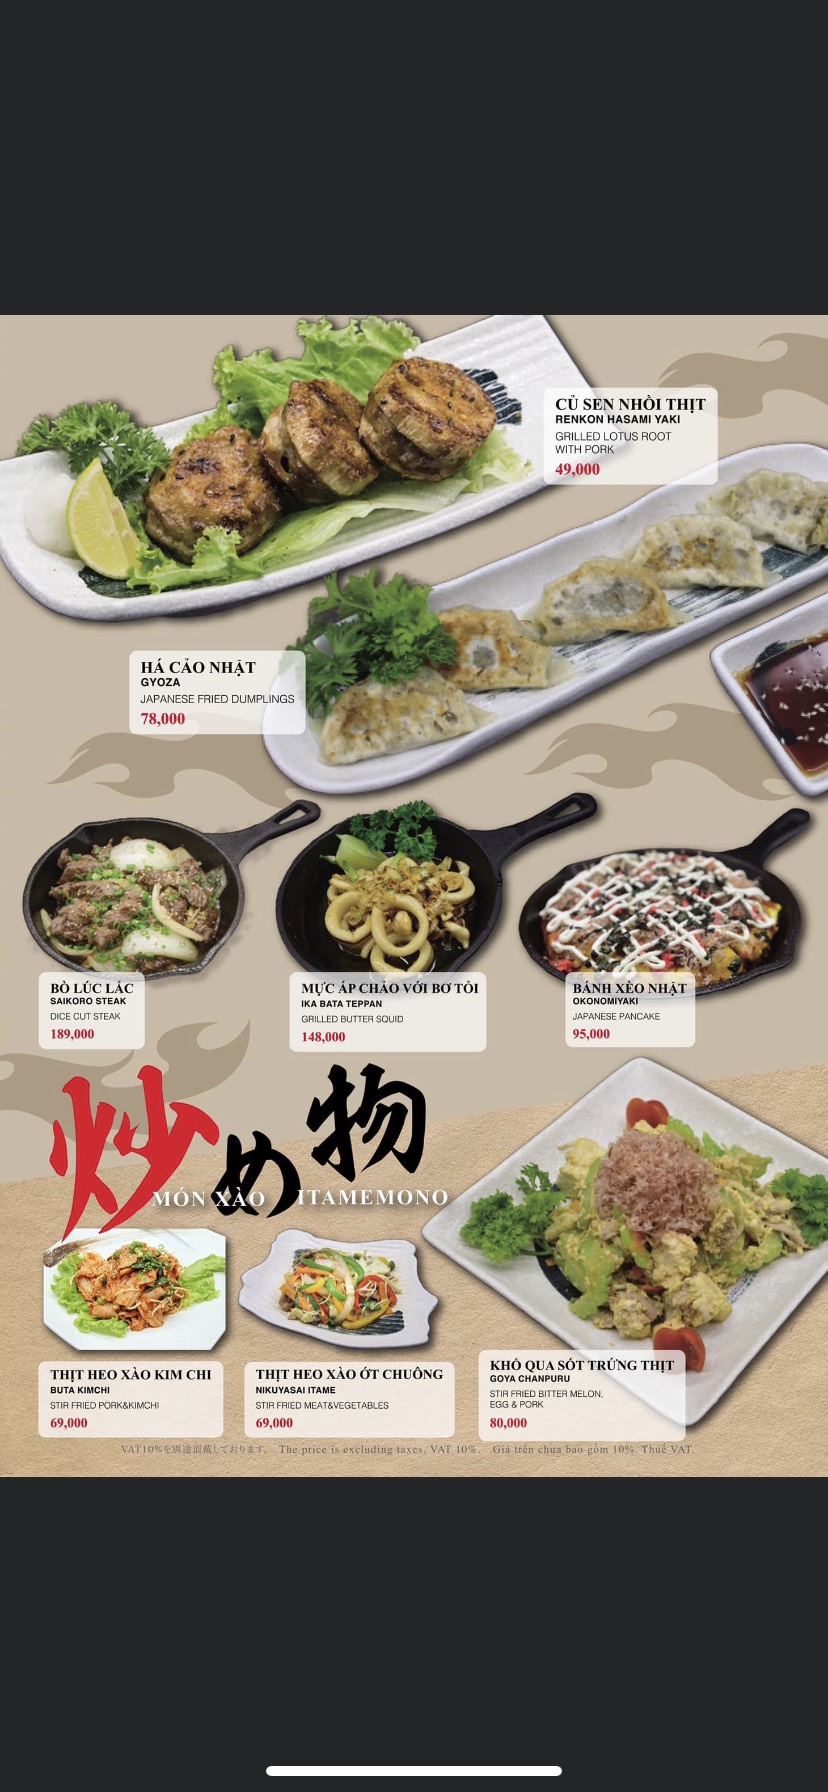 CỦ SEN NHỒI THỊT
RENKON HASAMI YAKI
GRILLED LOTUS ROOT
WITH PORK
49,000
HÁ CẢO NHẬT
GYOZA
JAPANESE FRIED DUMPLINGS
78,000
BÒ LÚC LẮC
SAIKORO STEAK
DICE CUT STEAK
189,000
MỰC ÁP CHẢO VỚI BƠ TỎI
IKA BATA TEPPAN
GRILLED BUTTER SQUID
148,000
BÁNH XÈO NHẬT
OKONOMIYAKI
JAPANESE PANCAKE
95,000
炒め物
MÓN XÀO ITAMEMONO
THỊT HEO XÀO KIM CHI
BUTA KIMCHI
STIR FRIED PORK&KIMCHI
69,000
THỊT HEO XÀO ỚT CHUÔNG
NIKUYASAI ITAME
STIR FRIED MEAT&VEGETABLES
69,000
KHỔ QUA SỐT TRỨNG THỊT
GOYA CHANPURU
STIR FRIED BITTER MELON,
EGG & PORK
80,000
VAT10%を別途頂戴しております。 The price is excluding taxes, VAT 10%. Giá trên chưa bao gồm 10% Thuế VAT.